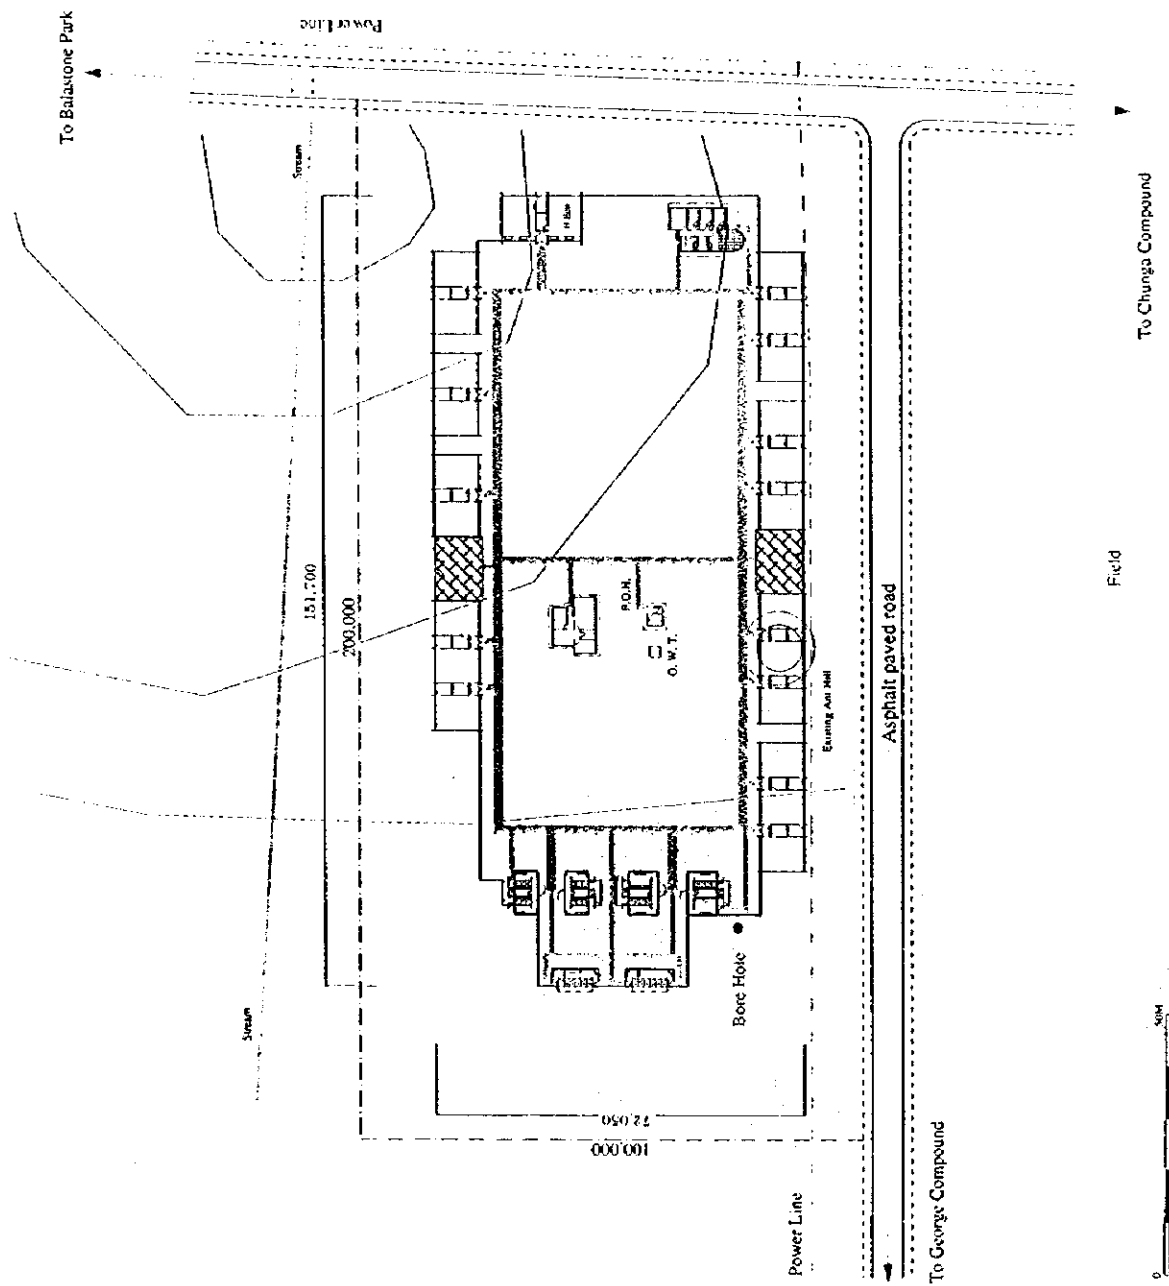 To Balastone Park
Power Line
Stream
To Chunga Compound
151.700
200.000
P.O.H.
O. W. T.
Field
Existing Ant Hill
Asphalt paved road
Bore Hole
Stream
72.050
100.000
Power Line
To George Compound
0
50M